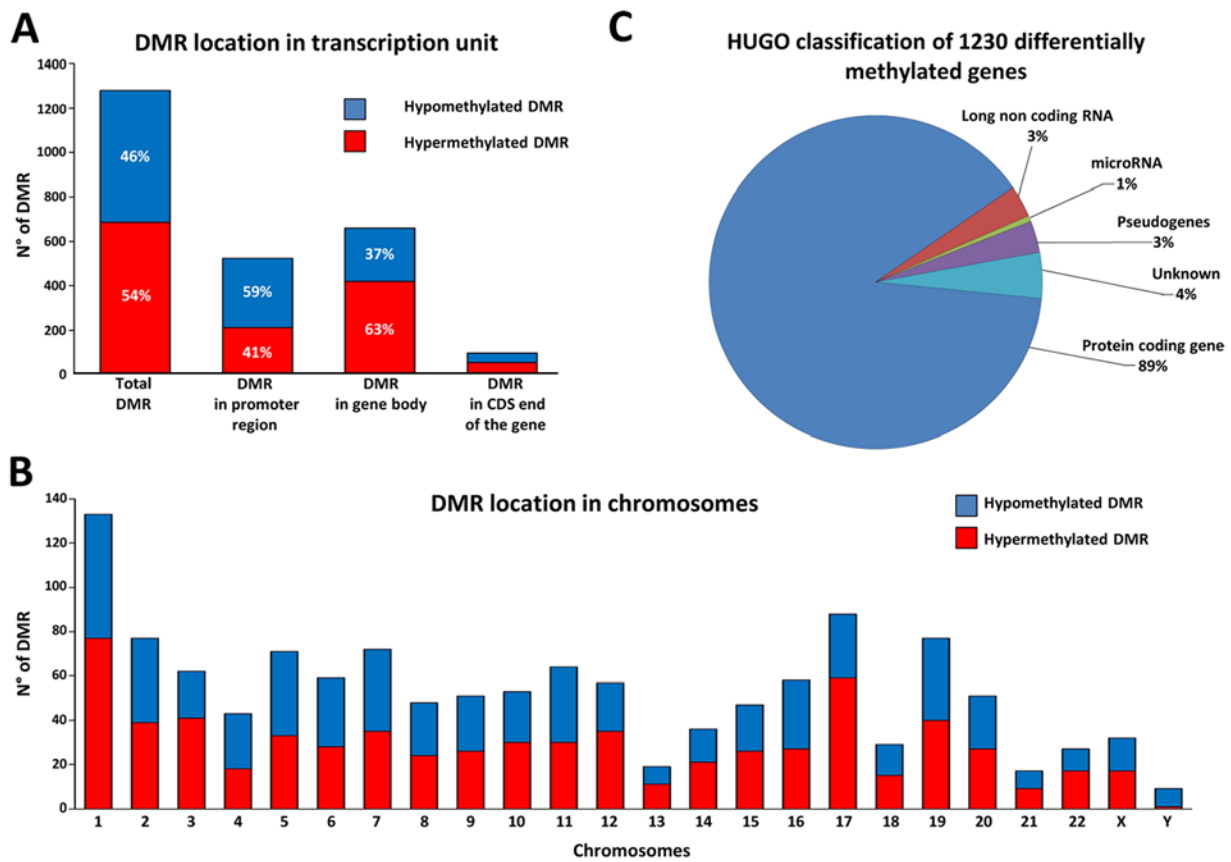 A
DMR location in transcription unit
1400
1200
1000
800
600
400
200
0
N° of DMR
Hypomethylated DMR
Hypermethylated DMR
46%
54%
59%
41%
37%
63%
Total
DMR
DMR
in promoter
region
DMR
in gene body
DMR
in CDS end
of the gene
C
HUGO classification of 1230 differentially
methylated genes
Long non coding RNA
3%
microRNA
1%
Pseudogenes
3%
Unknown
4%
Protein coding gene
89%
B
DMR location in chromosomes
140
120
100
80
60
40
20
0
N° of DMR
Hypomethylated DMR
Hypermethylated DMR
1 2 3 4 5 6 7 8 9 10 11 12 13 14 15 16 17 18 19 20 21 22 X Y
Chromosomes